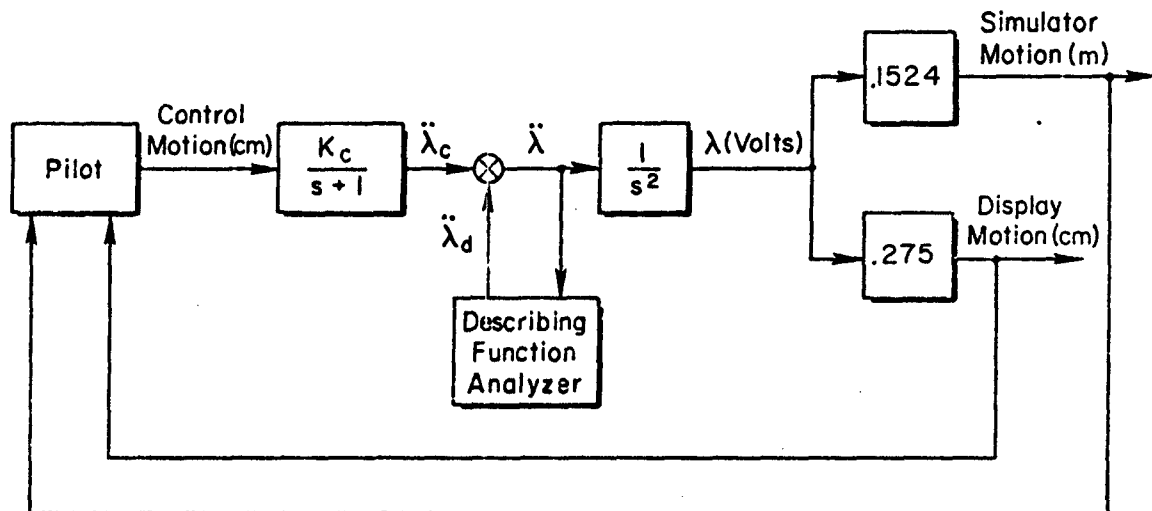 Simulator
Motion (m)
.1524
Control
Motion(cm)
Pilot
K_c
s + 1
λ̈_c
λ̈
1
s²
λ (Volts)
λ̈_d
Display
Motion (cm)
.275
Describing
Function
Analyzer